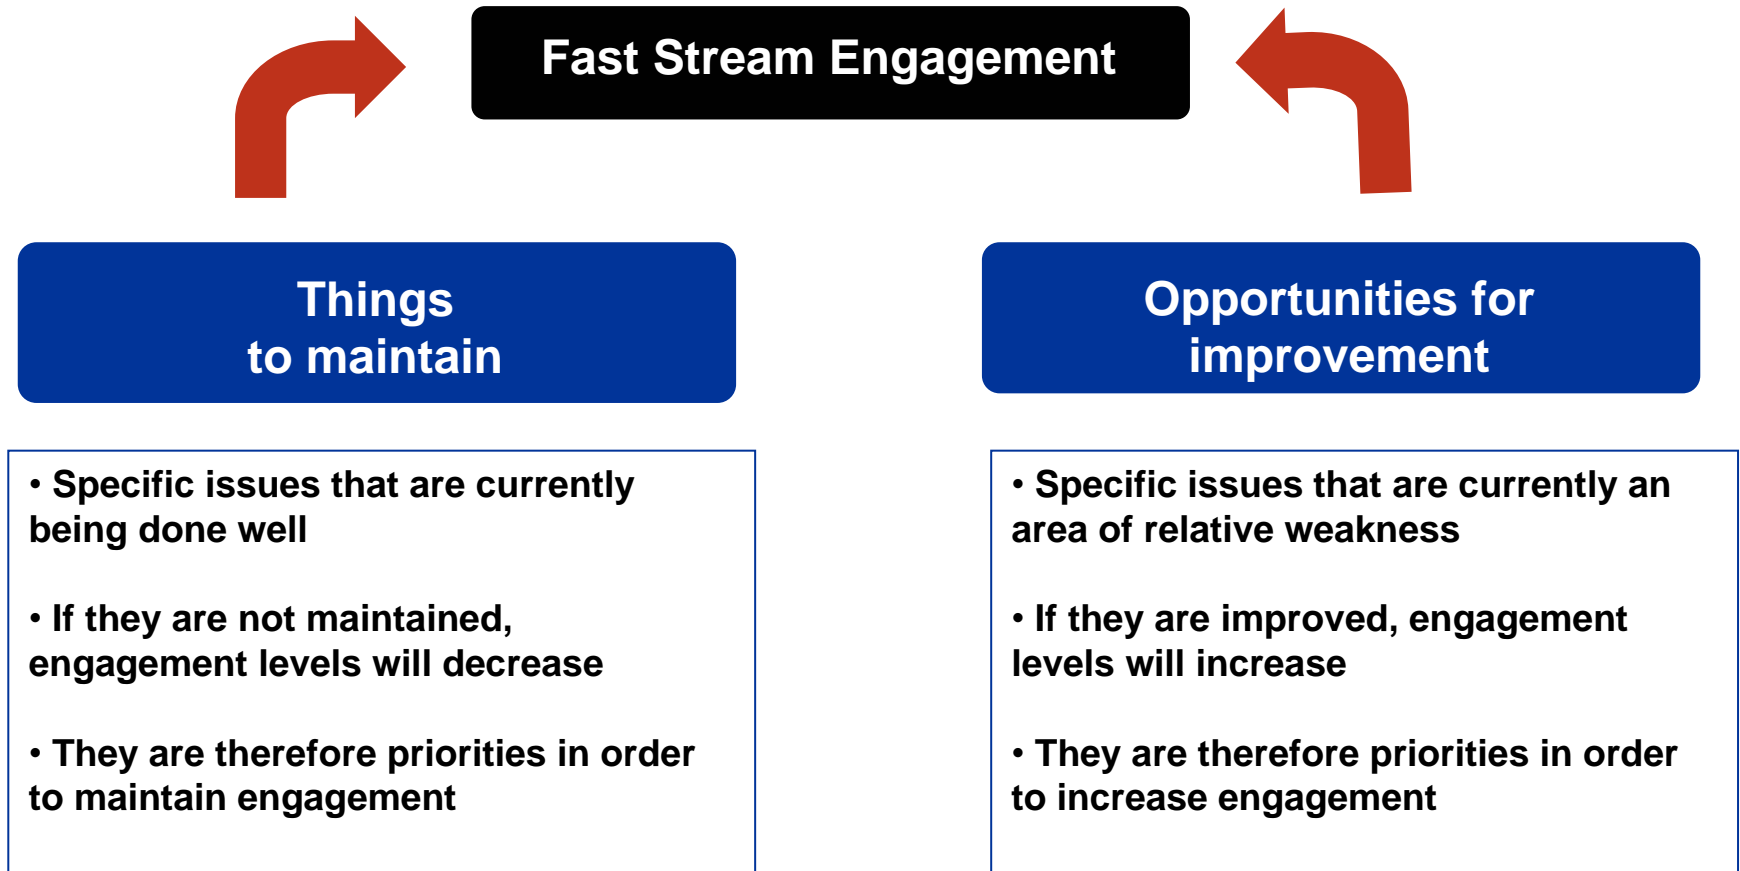 Fast Stream Engagement
Things
to maintain
• Specific issues that are currently
being done well
• If they are not maintained,
engagement levels will decrease
• They are therefore priorities in order
to maintain engagement
Opportunities for
improvement
• Specific issues that are currently an
area of relative weakness
• If they are improved, engagement
levels will increase
• They are therefore priorities in order
to increase engagement